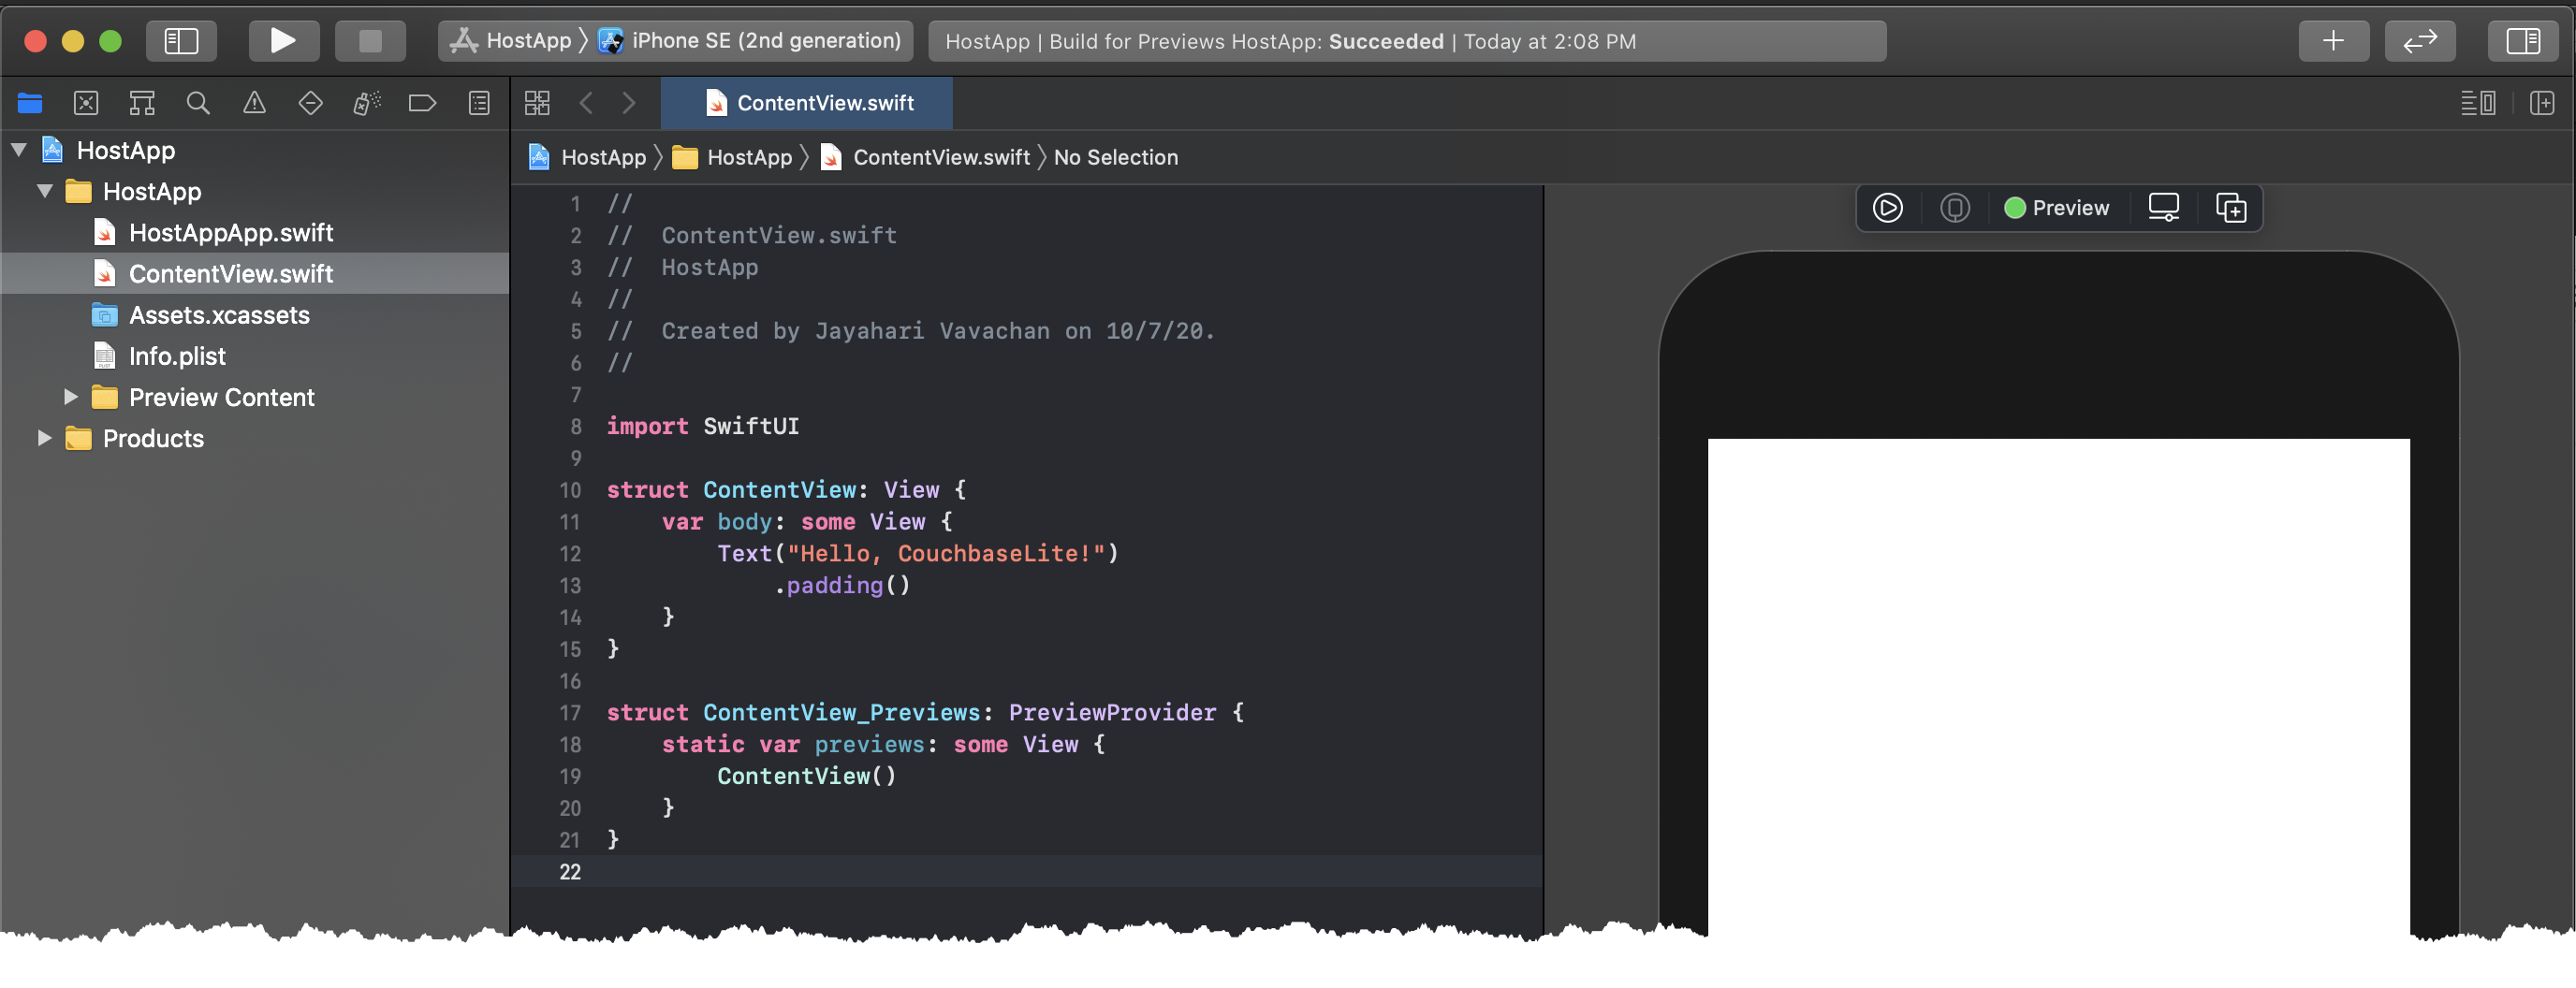 HostApp 〉 iPhone SE (2nd generation)
HostApp | Build for Previews HostApp: Succeeded | Today at 2:08 PM
ContentView.swift
HostApp 〉 HostApp 〉 ContentView.swift 〉 No Selection
HostApp
HostApp
HostAppApp.swift
ContentView.swift
Assets.xcassets
Info.plist
Preview Content
Products
1 //
2 //  ContentView.swift
3 //  HostApp
4 //
5 //  Created by Jayahari Vavachan on 10/7/20.
6 //
7
8 import SwiftUI
9
10 struct ContentView: View {
11     var body: some View {
12         Text("Hello, CouchbaseLite!")
13             .padding()
14     }
15 }
16
17 struct ContentView_Previews: PreviewProvider {
18     static var previews: some View {
19         ContentView()
20     }
21 }
22
Preview